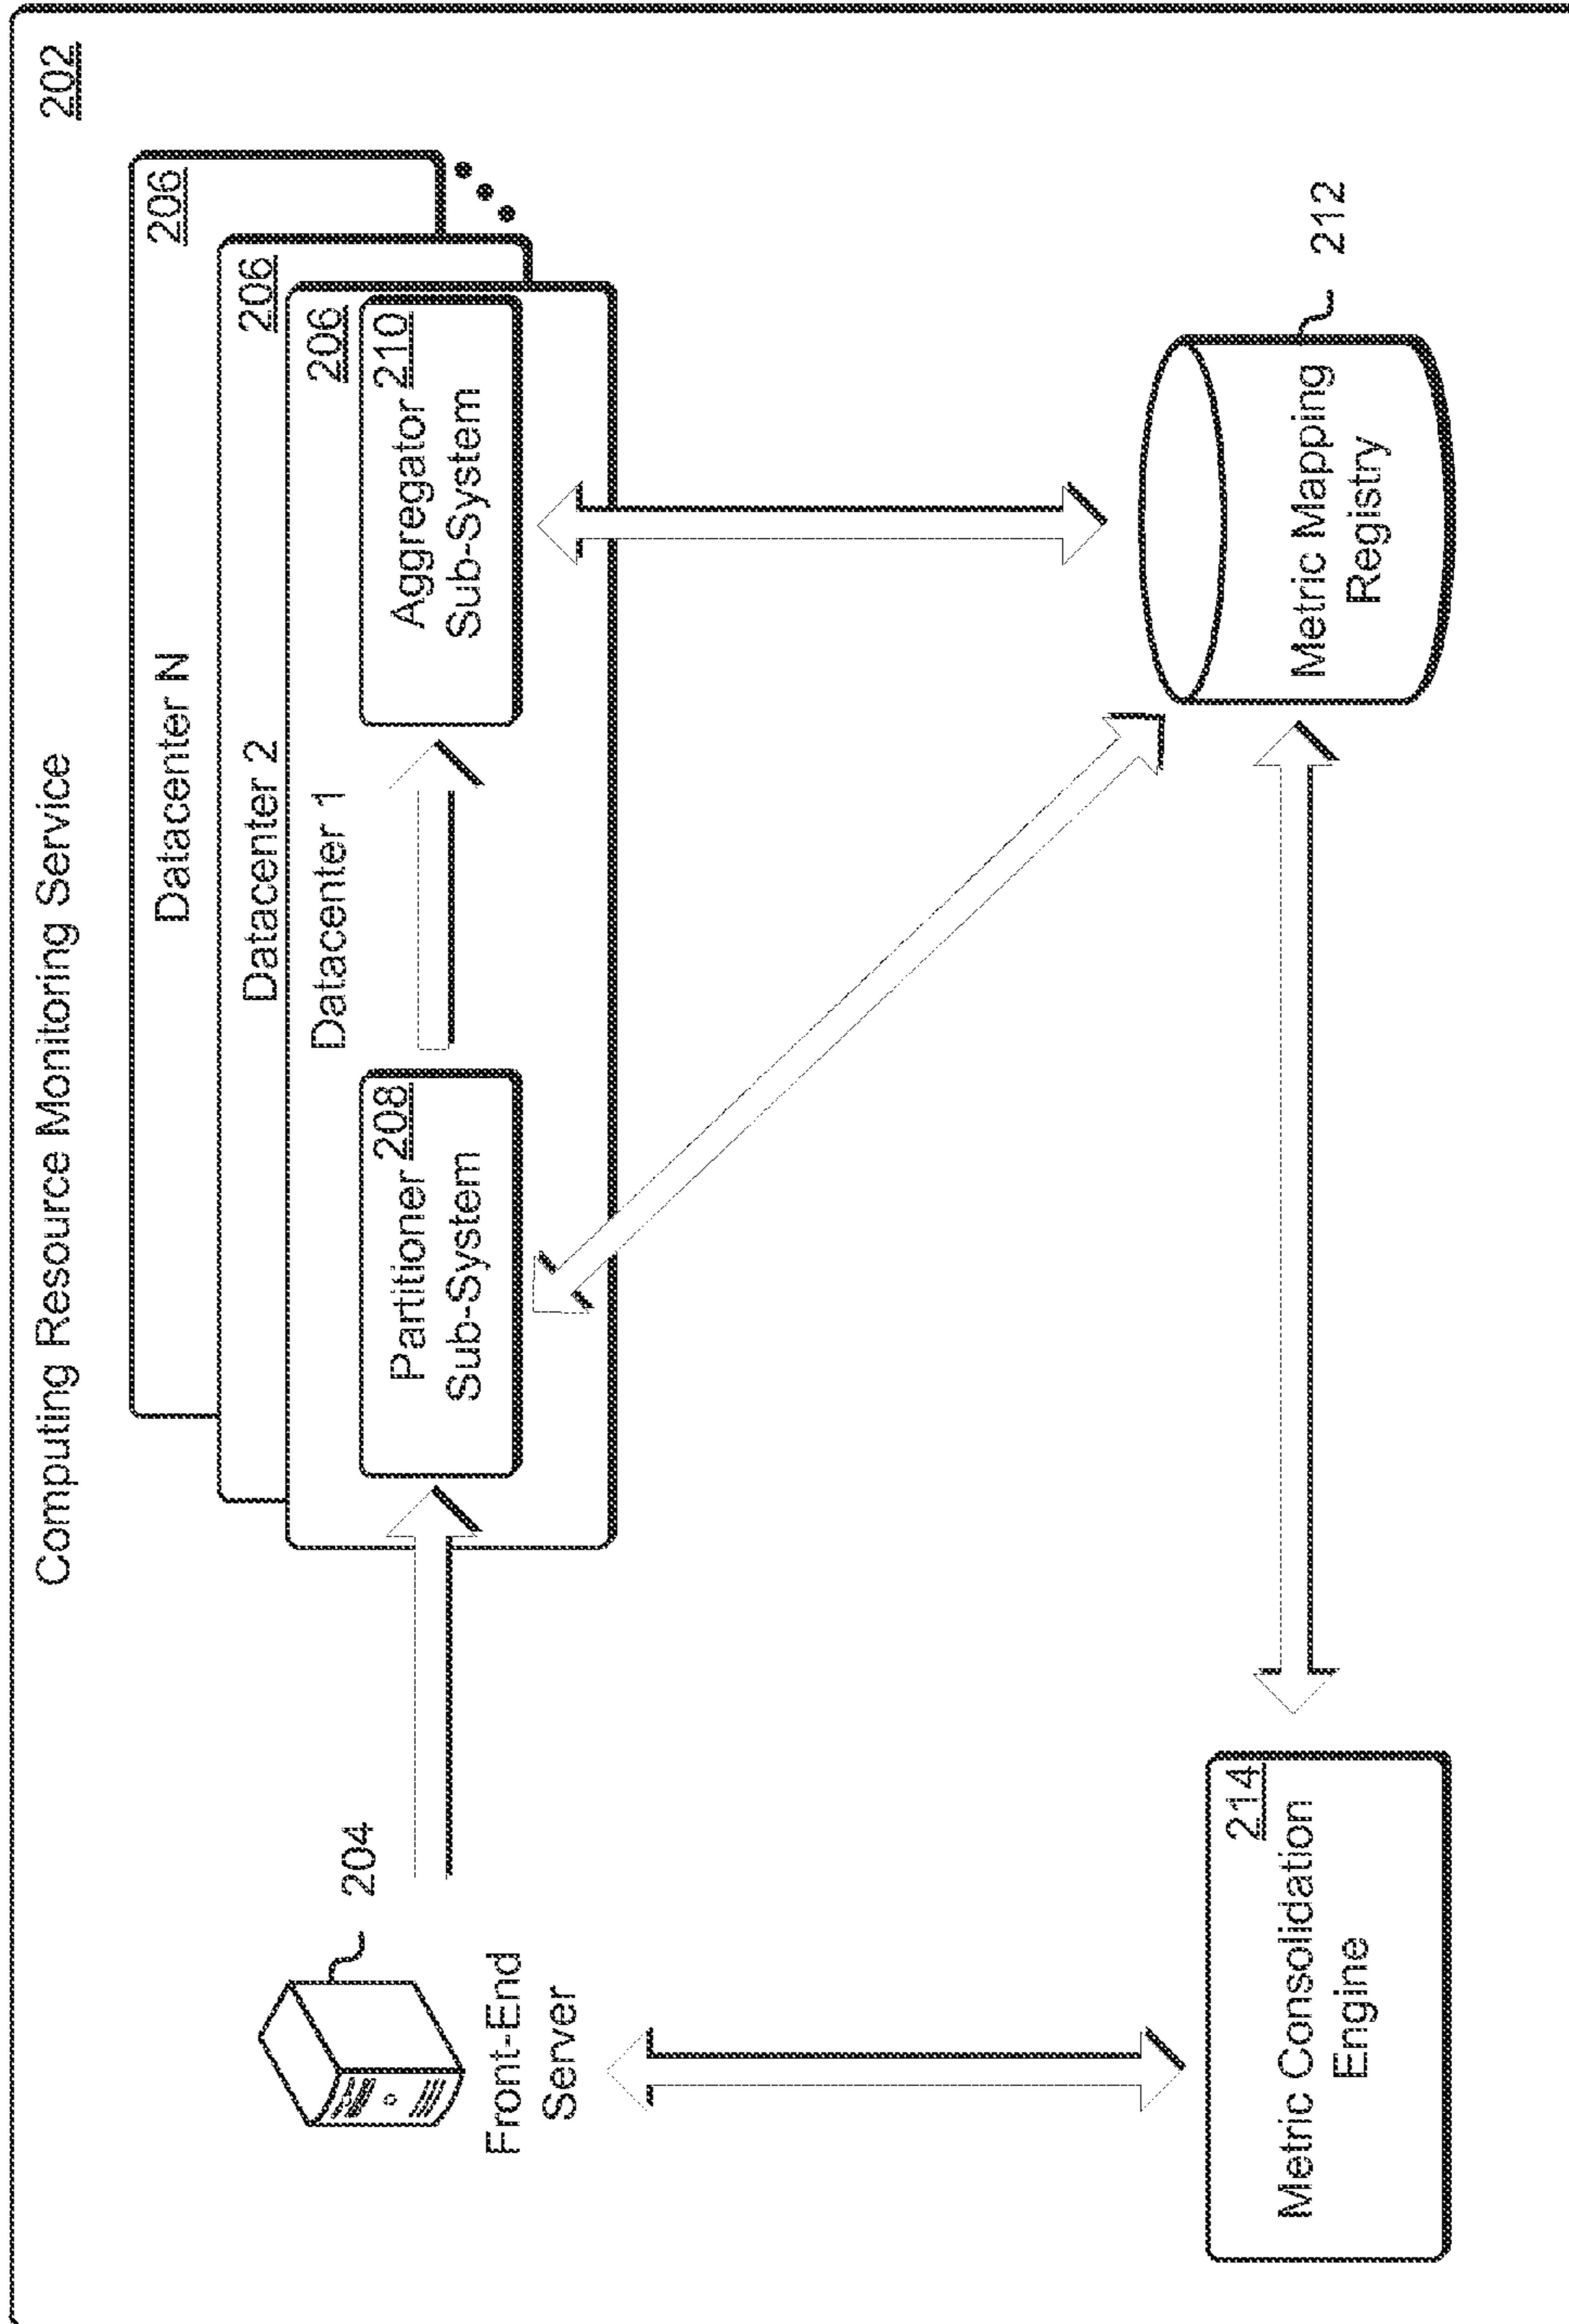 Computing Resource Monitoring Service
202
Datacenter N
206
Datacenter 2
206
Datacenter 1
206
Partitioner
208
Sub-System
Aggregator
210
Sub-System
204
Front-End
Server
214
Metric Consolidation
Engine
Metric Mapping
Registry
212